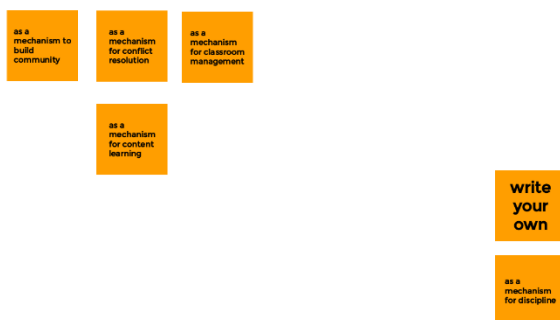 as a
mechanism to
build
community
as a
mechanism
for conflict
resolution
as a
mechanism
for classroom
management
as a
mechanism
for content
learning
write
your
own
as a
mechanism
for discipline